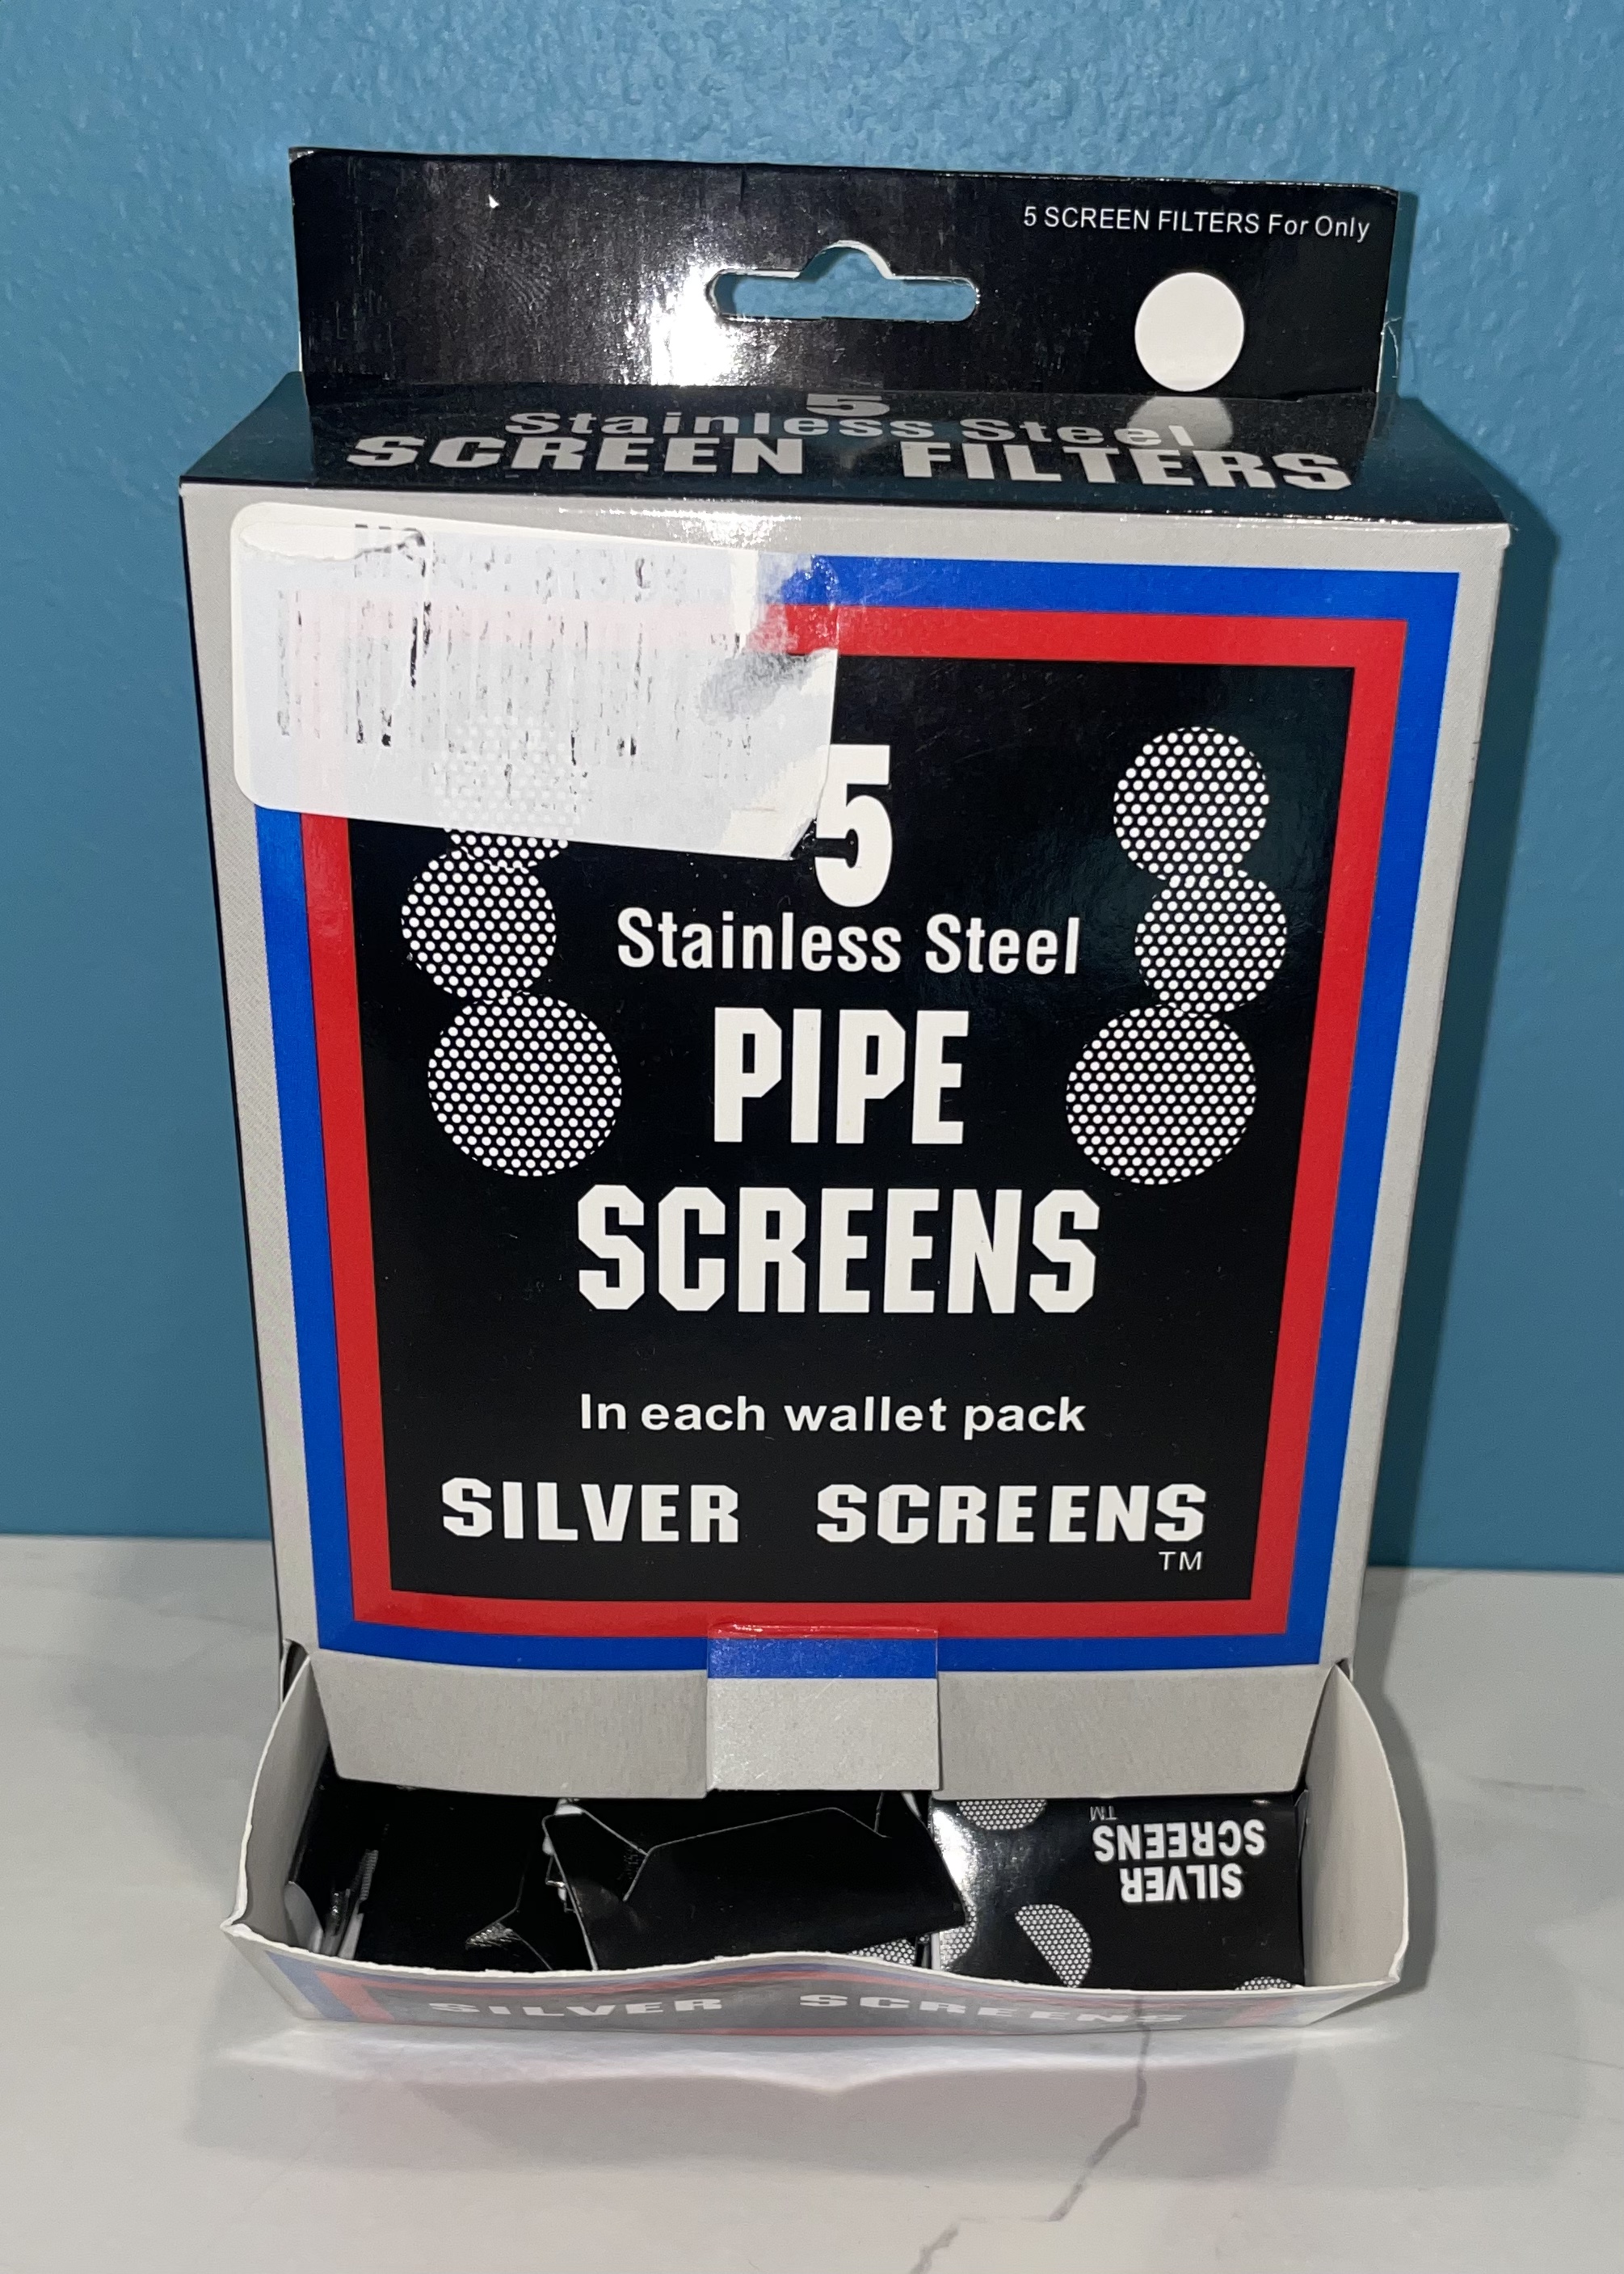 5 SCREEN FILTERS For Only
5
Stainless Steel
SCREEN FILTERS
5
Stainless Steel
PIPE
SCREENS
In each wallet pack
SILVER SCREENS
TM
SILVER
SCREENS
TM
SILVER SCREENS